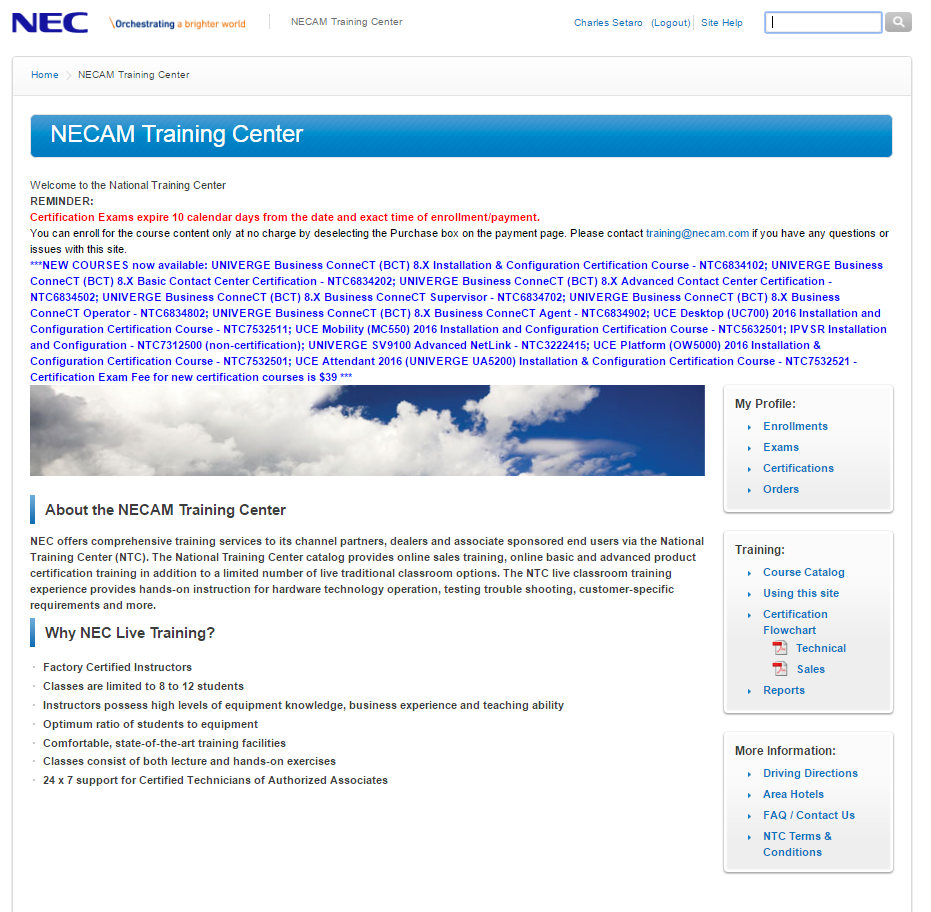 NEC
\Orchestrating a brighter world
NECAM Training Center
Charles Setaro (Logout) Site Help
Home NECAM Training Center
NECAM Training Center
Welcome to the National Training Center
REMINDER:
Certification Exams expire 10 calendar days from the date and exact time of enrollment/payment.
You can enroll for the course content only at no charge by deselecting the Purchase box on the payment page. Please contact training@necam.com if you have any questions or
issues with this site.
***NEW COURSES now available: UNIVERGE Business ConneCT (BCT) 8.X Installation & Configuration Certification Course - NTC6834102; UNIVERGE Business
ConneCT (BCT) 8.X Basic Contact Center Certification - NTC6834202; UNIVERGE Business ConneCT (BCT) 8.X Advanced Contact Center Certification -
NTC6834502; UNIVERGE Business ConneCT (BCT) 8.X Business ConneCT Supervisor - NTC6834702; UNIVERGE Business ConneCT (BCT) 8.X Business
ConneCT Operator - NTC6834802; UNIVERGE Business ConneCT (BCT) 8.X Business ConneCT Agent - NTC6834902; UCE Desktop (UC700) 2016 Installation and
Configuration Certification Course - NTC7532511; UCE Mobility (MC550) 2016 Installation and Configuration Certification Course - NTC5632501; IPVSR Installation
and Configuration - NTC7312500 (non-certification); UNIVERGE SV9100 Advanced NetLink - NTC3222415; UCE Platform (OW5000) 2016 Installation &
Configuration Certification Course - NTC7532501; UCE Attendant 2016 (UNIVERGE UA5200) Installation & Configuration Certification Course - NTC7532521 -
Certification Exam Fee for new certification courses is $39 ***
About the NECAM Training Center
NEC offers comprehensive training services to its channel partners, dealers and associate sponsored end users via the National
Training Center (NTC). The National Training Center catalog provides online sales training, online basic and advanced product
certification training in addition to a limited number of live traditional classroom options. The NTC live classroom training
experience provides hands-on instruction for hardware technology operation, testing trouble shooting, customer-specific
requirements and more.
Why NEC Live Training?
Factory Certified Instructors
Classes are limited to 8 to 12 students
Instructors possess high levels of equipment knowledge, business experience and teaching ability
Optimum ratio of students to equipment
Comfortable, state-of-the-art training facilities
Classes consist of both lecture and hands-on exercises
24 x 7 support for Certified Technicians of Authorized Associates
My Profile:
Enrollments
Exams
Certifications
Orders
Training:
Course Catalog
Using this site
Certification
Flowchart
Technical
Sales
Reports
More Information:
Driving Directions
Area Hotels
FAQ / Contact Us
NTC Terms &
Conditions